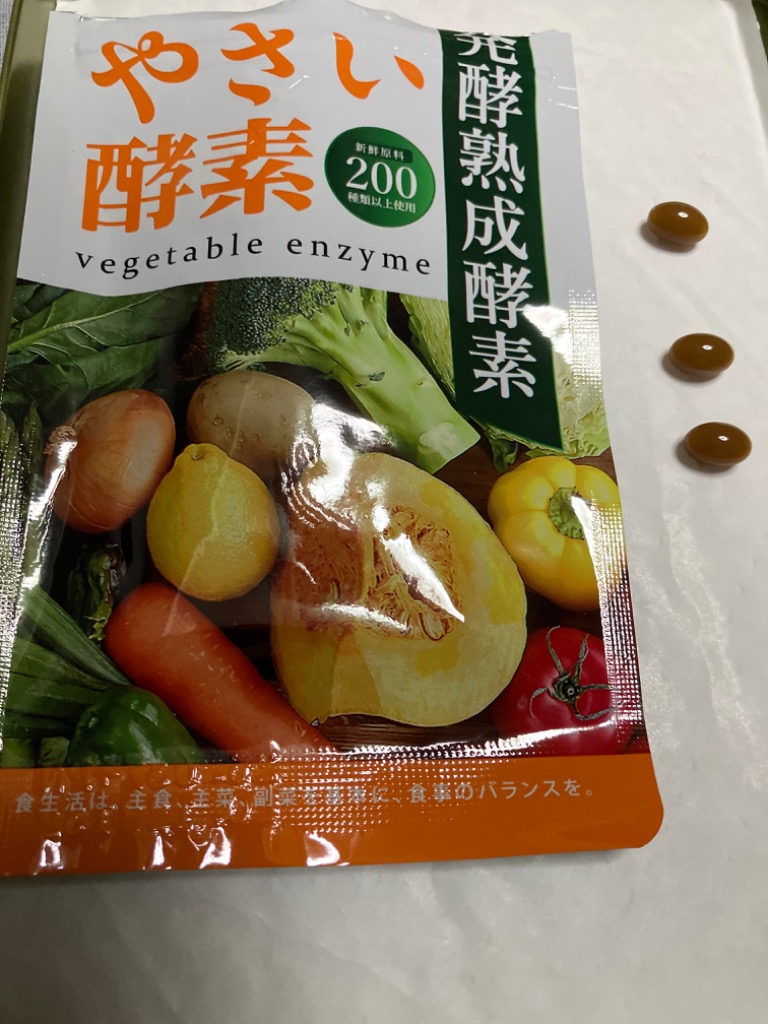 やさい
酵素
新鮮原料
200
種類以上使用
vegetable enzyme
発酵熟成酵素
食生活は、主食、主菜、副菜を基本に、食事のバランスを。